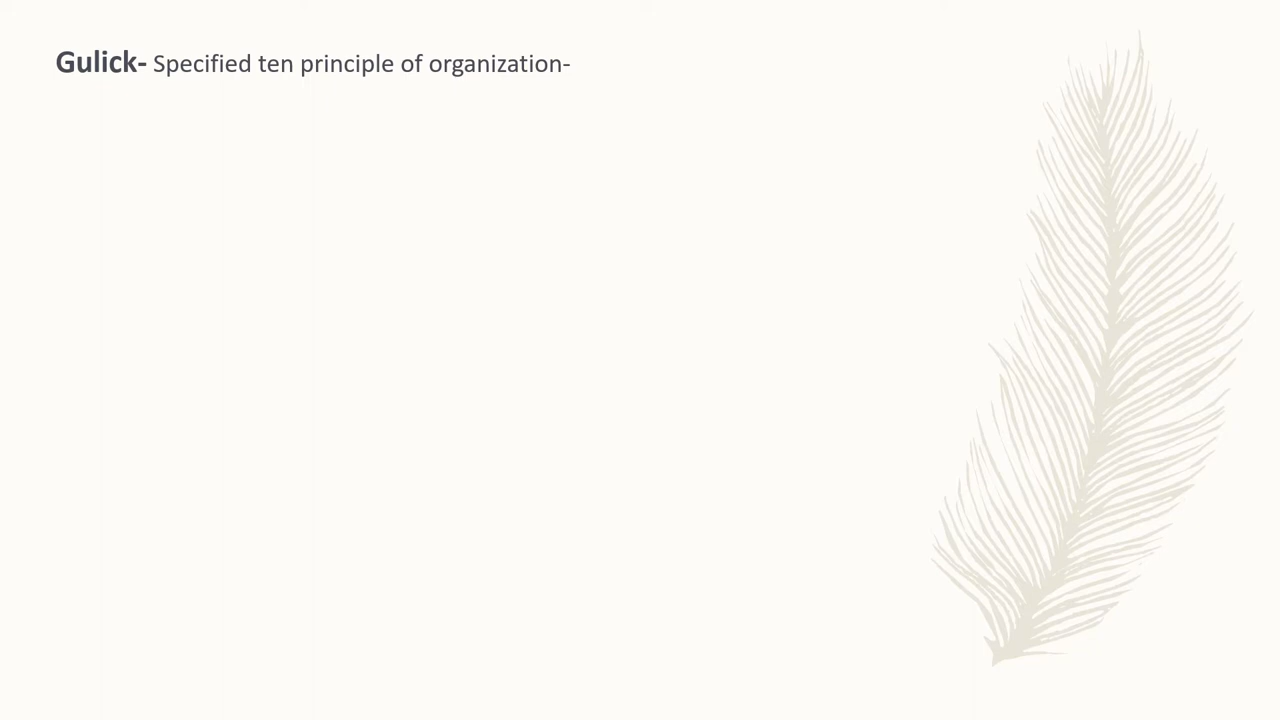 Gulick- Specified ten principle of organization-